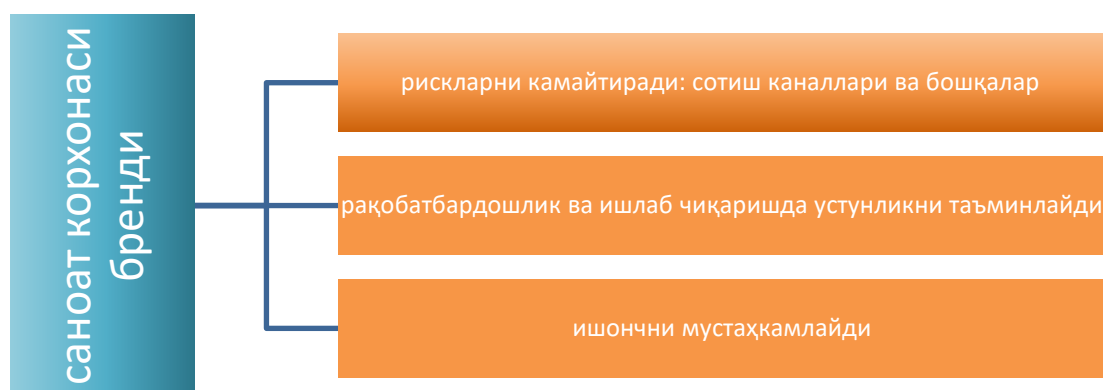 саноат корхонаси
бренди
рискларни камайтиради: сотиш каналлари ва бошқалар
рақобатбардошлик ва ишлаб чиқаришда устунликни таъминлайди
ишончни мустаҳкамлайди